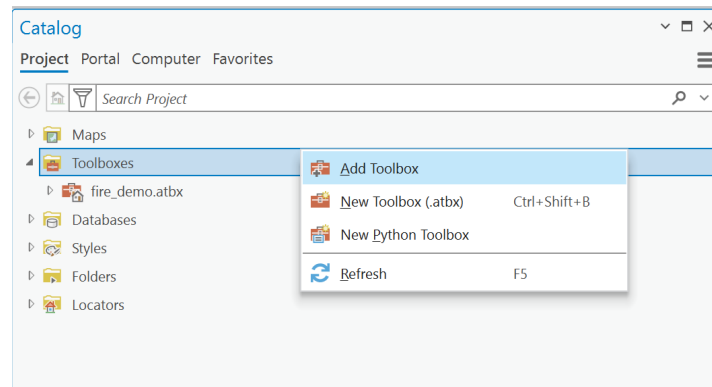 Catalog
Project Portal Computer Favorites
Search Project
Maps
Toolboxes
Add Toolbox
fire_demo.atbx
New Toolbox (.atbx) Ctrl+Shift+B
Databases
New Python Toolbox
Styles
Refresh F5
Folders
Locators